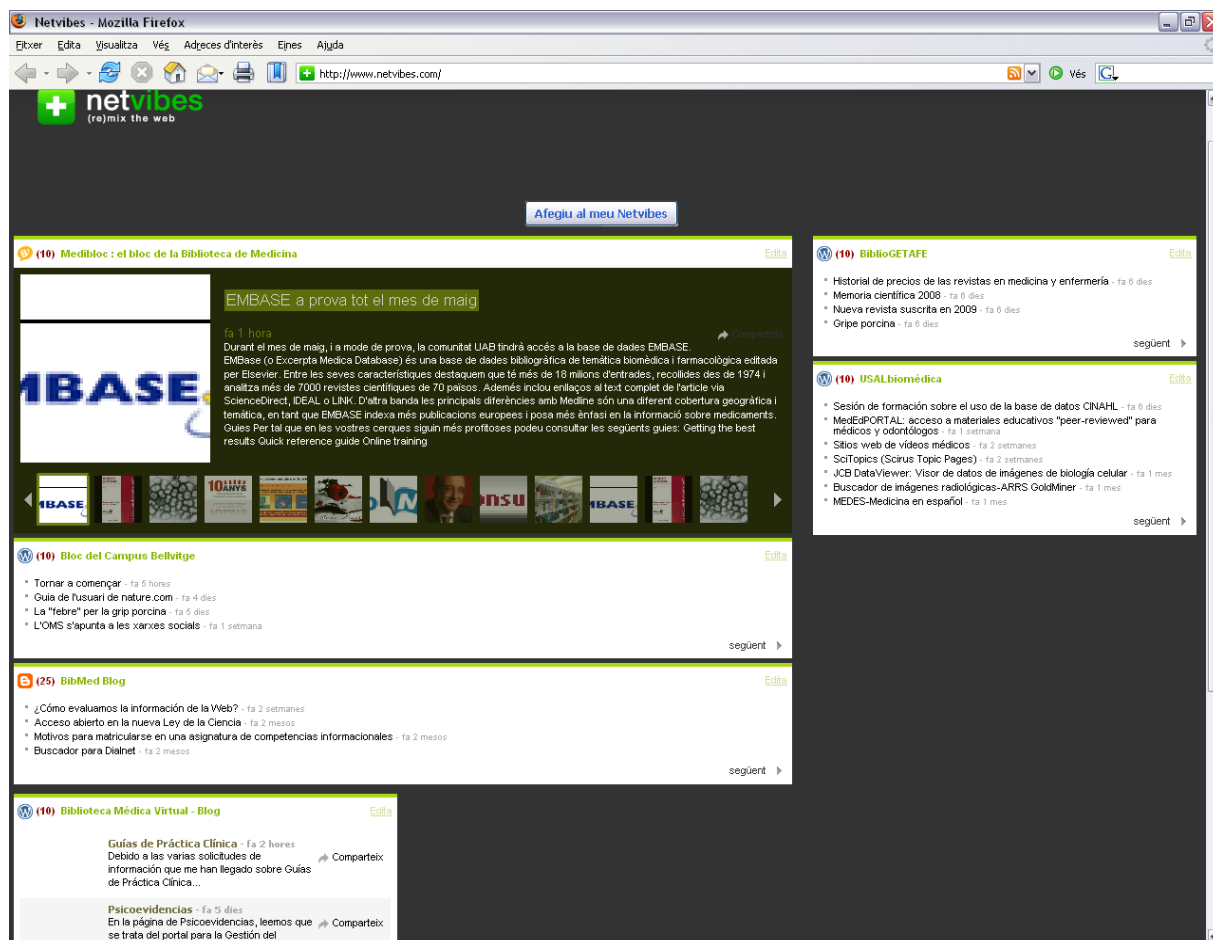 Netvibes - Mozilla Firefox
Fitxer Edita Visualitza Vés Adreces d'interès Eines Ajuda
http://www.netvibes.com/
Vés
netvibes
(re)mix the web
Afegiu al meu Netvibes
(10) Medibloc : el bloc de la Biblioteca de Medicina Edita
EMBASE a prova tot el mes de maig
fa 1 hora
Comparteix
Durant el mes de maig, i a mode de prova, la comunitat UAB tindrà accés a la base de dades EMBASE.
EMBase (o Excerpta Medica Database) és una base de dades bibliogràfica de temàtica biomèdica i farmacològica editada
per Elsevier. Entre les seves característiques destaquem que té més de 18 milions d'entrades, recollides des de 1974 i
analitza més de 7000 revistes científiques de 70 països. Además inclou enllaços al text complet de l'article via
ScienceDirect, IDEAL o LINK. D'altra banda les principals diferències amb Medline són una diferent cobertura geogràfica i
temàtica, en tant que EMBASE indexa més publicacions europees i posa més ènfasi en la informació sobre medicaments.
Guies Per tal que en les vostres cerques siguin més profitoses podeu consultar les següents guies: Getting the best
results Quick reference guide Online training
MBASE
(10) Bloc del Campus Bellvitge Edita
Tornar a començar - fa 5 hores
Guia de l'usuari de nature.com - fa 4 dies
La "febre" per la grip porcina - fa 5 dies
L'OMS s'apunta a les xarxes socials - fa 1 setmana
següent
(25) BibMed Blog Edita
¿Cómo evaluamos la información de la Web? - fa 2 setmanes
Acceso abierto en la nueva Ley de la Ciencia - fa 2 mesos
Motivos para matricularse en una asignatura de competencias informacionales - fa 2 mesos
Buscador para Dialnet - fa 2 mesos
següent
(10) Biblioteca Médica Virtual - Blog Edita
Guías de Práctica Clínica - fa 2 hores
Debido a las varias solicitudes de
información que me han llegado sobre Guías
de Práctica Clínica...
Comparteix
Psicoevidencias - fa 5 dies
En la página de Psicoevidencias, leemos que
se trata del portal para la Gestión del
Comparteix
(10) BiblioGETAFE Edita
Historial de precios de las revistas en medicina y enfermería - fa 6 dies
Memoria científica 2008 - fa 6 dies
Nueva revista suscrita en 2009 - fa 6 dies
Gripe porcina - fa 6 dies
següent
(10) USALbiomédica Edita
Sesión de formación sobre el uso de la base de datos CINAHL - fa 6 dies
MedEdPORTAL: acceso a materiales educativos "peer-reviewed" para
médicos y odontólogos - fa 1 setmana
Sitios web de vídeos médicos - fa 2 setmanes
SciTopics (Scirus Topic Pages) - fa 2 setmanes
JCB DataViewer: Visor de datos de imágenes de biología celular - fa 1 mes
Buscador de imágenes radiológicas-ARRS GoldMiner - fa 1 mes
MEDES-Medicina en español - fa 1 mes
següent